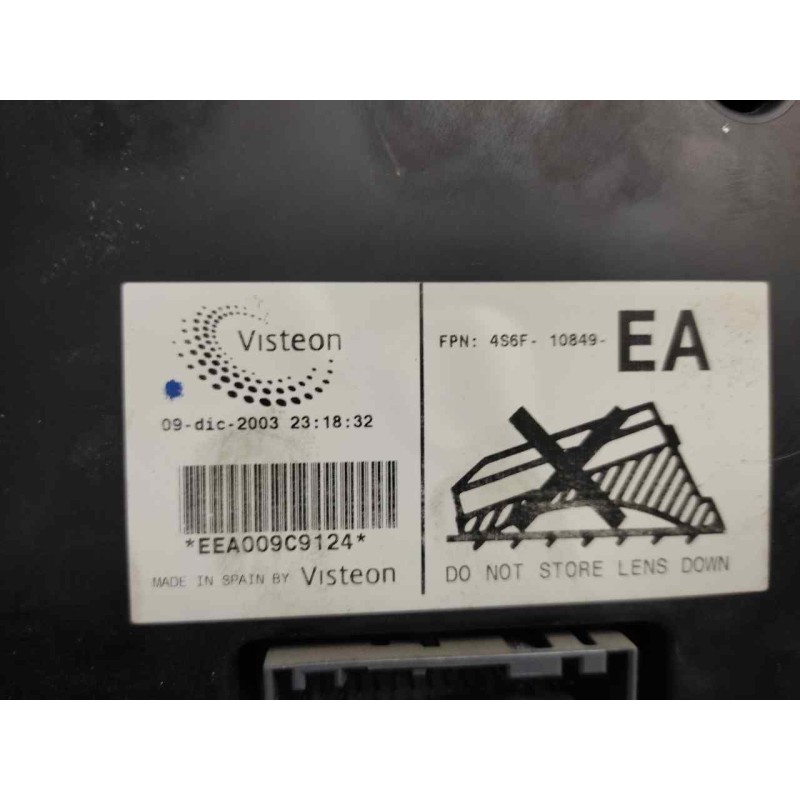 Visteon
09-dic-2003 23:18:32
*EEA009C9124*
MADE IN SPAIN BY Visteon
FPN: 4S6F- 10849- EA
DO NOT STORE LENS DOWN